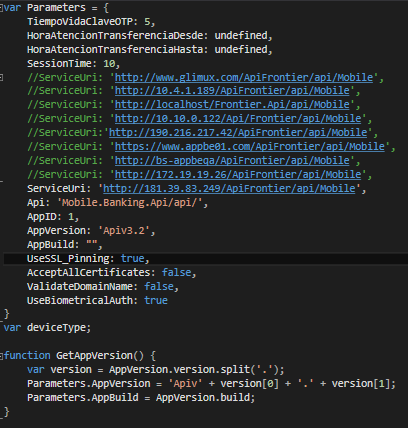 var Parameters = {
TiempoVidaClaveOTP: 5,
HoraAtencionTransferenciaDesde: undefined,
HoraAtencionTransferenciaHasta: undefined,
SessionTime: 10,
//ServiceUri: 'http://www.glimux.com/ApiFrontier/api/Mobile',
//ServiceUri: 'http://10.4.1.189/ApiFrontier/api/Mobile',
//ServiceUri: 'http://localhost/Frontier.Api/api/Mobile',
//ServiceUri: 'http://10.10.0.122/Api/Frontier/api/Mobile',
//ServiceUri:'http://190.216.217.42/ApiFrontier/api/Mobile',
//ServiceUri: 'https://www.appbe01.com/ApiFrontier/api/Mobile',
//ServiceUri: 'http://bs-appbeqa/ApiFrontier/api/Mobile',
//ServiceUri: 'http://172.19.19.26/ApiFrontier/api/Mobile',
ServiceUri: 'http://181.39.83.249/ApiFrontier/api/Mobile',
Api: 'Mobile.Banking.Api/api/',
AppID: 1,
AppVersion: 'Apiv3.2',
AppBuild: "",
UseSSL_Pinning: true,
AcceptAllCertificates: false,
ValidateDomainName: false,
UseBiometricalAuth: true
}
var deviceType;
function GetAppVersion() {
var version = AppVersion.version.split('.');
Parameters.AppVersion = 'Apiv' + version[0] + '.' + version[1];
Parameters.AppBuild = AppVersion.build;
}